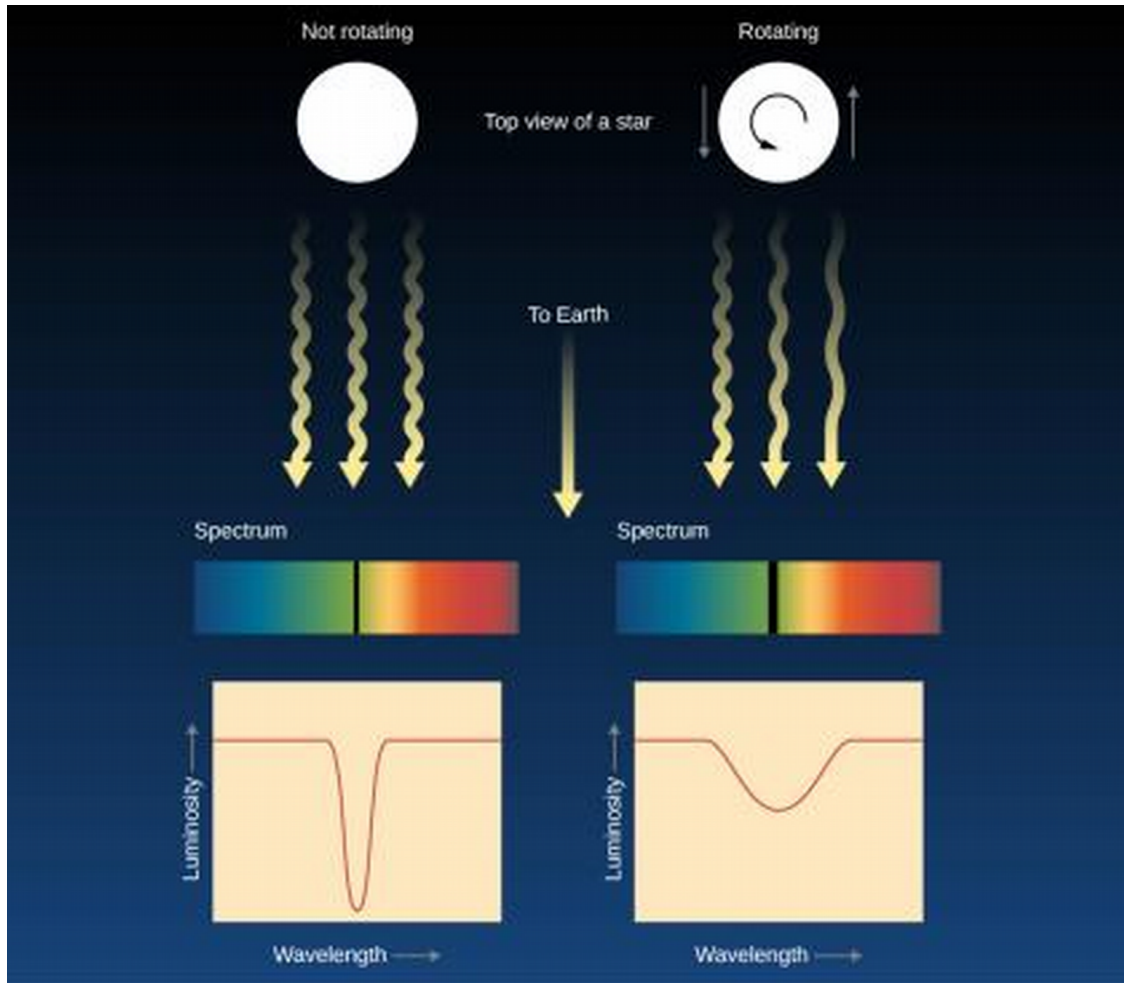 Not rotating
Rotating
Top view of a star
To Earth
Spectrum
Spectrum
Luminosity
Luminosity
Wavelength
Wavelength